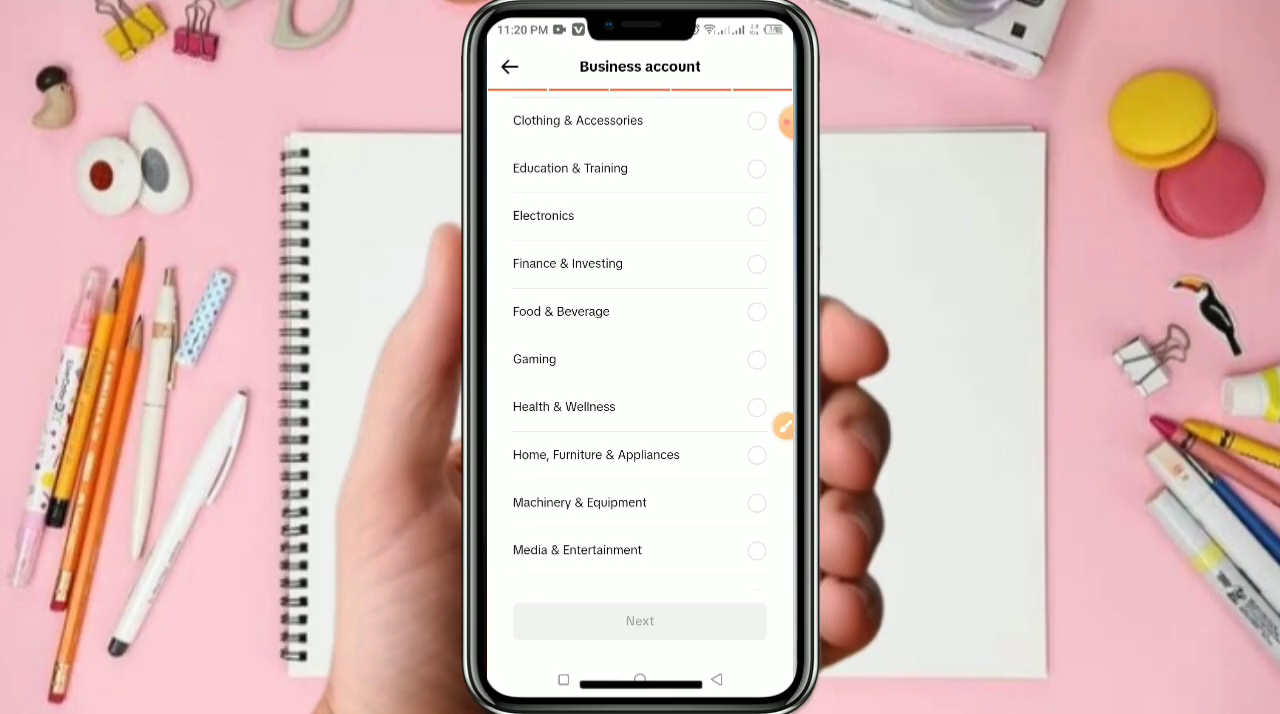 11:20 PM
Business account
Clothing & Accessories
Education & Training
Electronics
Finance & Investing
Food & Beverage
Gaming
Health & Wellness
Home, Furniture & Appliances
Machinery & Equipment
Media & Entertainment
Next